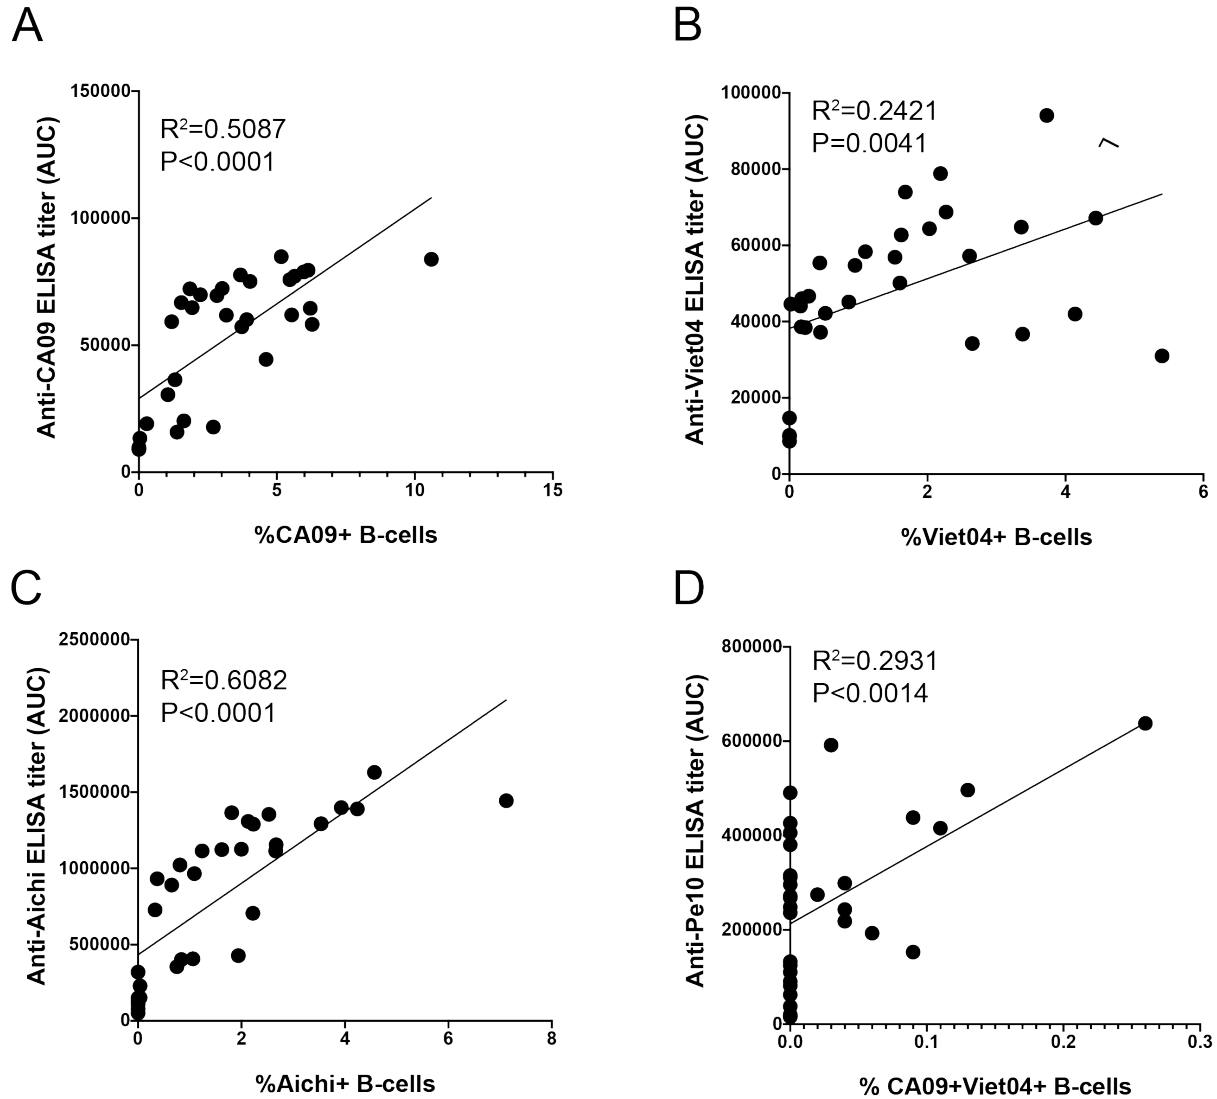 A
150000
100000
50000
0
R²=0.5087
P<0.0001
Anti-CA09 ELISA titer (AUC)
0 5 10 15
%CA09+ B-cells
B
100000
80000
60000
40000
20000
0
R²=0.2421
P=0.0041
Anti-Viet04 ELISA titer (AUC)
0 2 4 6
%Viet04+ B-cells
C
2500000
2000000
1500000
1000000
500000
0
R²=0.6082
P<0.0001
Anti-Aichi ELISA titer (AUC)
0 2 4 6 8
%Aichi+ B-cells
D
800000
600000
400000
200000
0
R²=0.2931
P<0.0014
Anti-Pe10 ELISA titer (AUC)
0.0 0.1 0.2 0.3
% CA09+Viet04+ B-cells